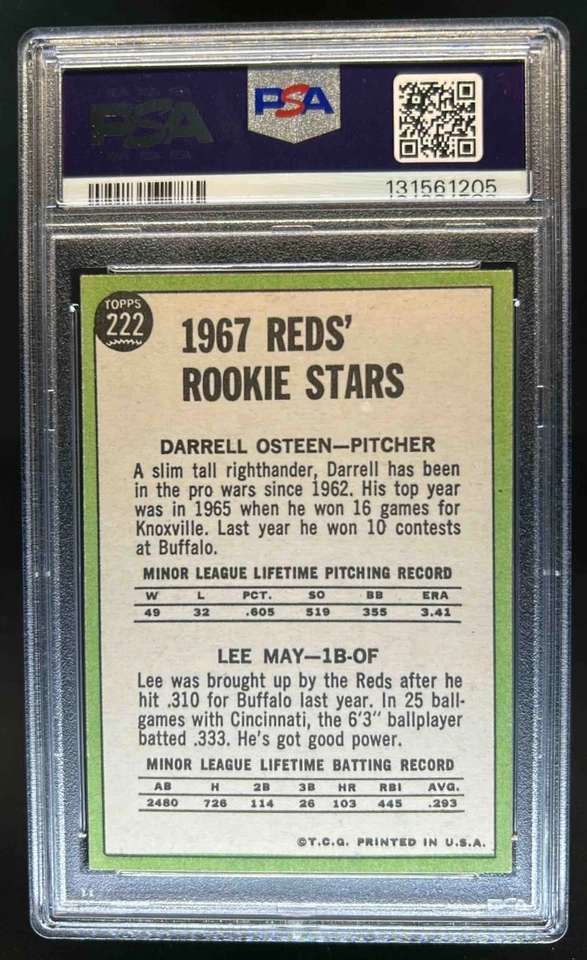 PSA
PSA
131561205
TOPPS
222
1967 REDS'
ROOKIE STARS
DARRELL OSTEEN—PITCHER
A slim tall righthander, Darrell has been
in the pro wars since 1962. His top year
was in 1965 when he won 16 games for
Knoxville. Last year he won 10 contests
at Buffalo.
MINOR LEAGUE LIFETIME PITCHING RECORD
W L PCT. SO BB ERA
49 32 .605 519 355 3.41
LEE MAY—1B-OF
Lee was brought up by the Reds after he
hit .310 for Buffalo last year. In 25 ball-
games with Cincinnati, the 6'3" ballplayer
batted .333. He's got good power.
MINOR LEAGUE LIFETIME BATTING RECORD
AB H 2B 3B HR RBI AVG.
2480 726 114 26 103 445 .293
©T.C.G. PRINTED IN U.S.A.
PSA